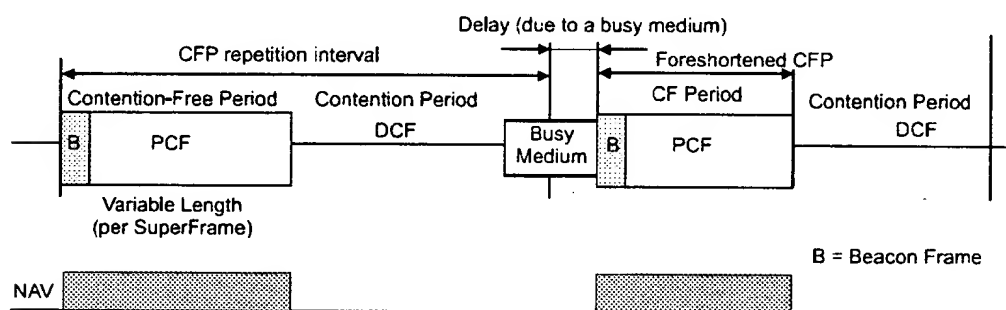 Delay (due to a busy medium)
CFP repetition interval
Foreshortened CFP
Contention-Free Period
Contention Period
CF Period
Contention Period
B
PCF
DCF
Busy
Medium
B
PCF
DCF
Variable Length
(per SuperFrame)
B = Beacon Frame
NAV